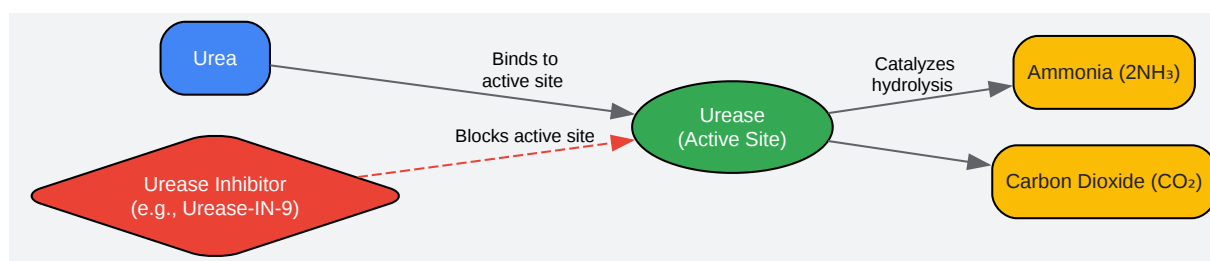 Urea
Binds to
active site
Catalyzes
hydrolysis
Ammonia (2NH₃)
Urease
(Active Site)
Blocks active site
Urease Inhibitor
(e.g., Urease-IN-9)
Carbon Dioxide (CO₂)